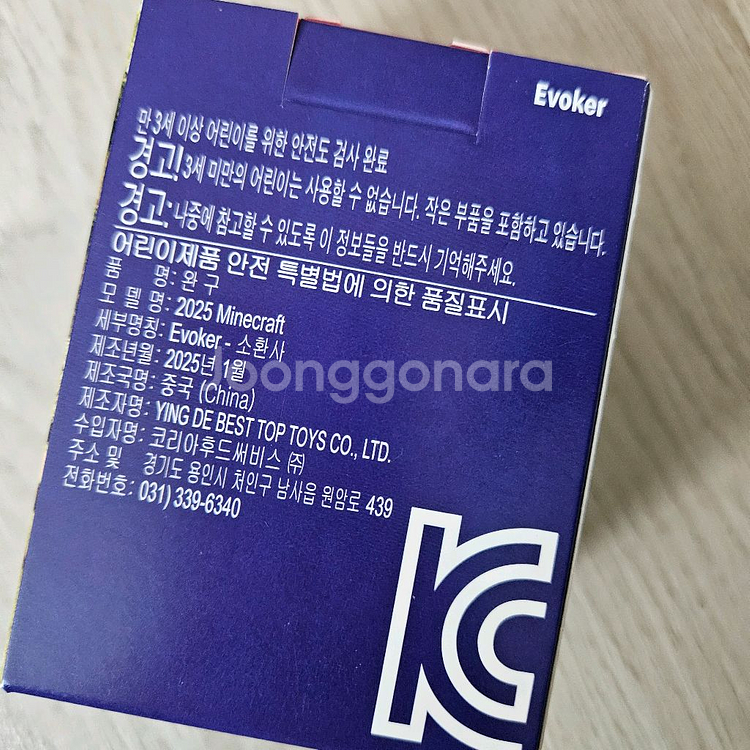 Evoker
만 3세 이상 어린이를 위한 안전도 검사 완료
경고! 3세 미만의 어린이는 사용할 수 없습니다. 작은 부품을 포함하고 있습니다.
경고· 나중에 참고할 수 있도록 이 정보들을 반드시 기억해주세요.
어린이제품 안전 특별법에 의한 품질표시
품 명: 완 구
모 델 명: 2025 Minecraft
세부명칭: Evoker - 소환사
제조년월: 2025년 1월
제조국명: 중국 (China)
제조자명: YING DE BEST TOP TOYS CO., LTD.
수입자명: 코리아후드써비스 ㈜
주소 및 경기도 용인시 처인구 남사읍 원암로 439
전화번호: 031) 339-6340
KC
Joonggonara